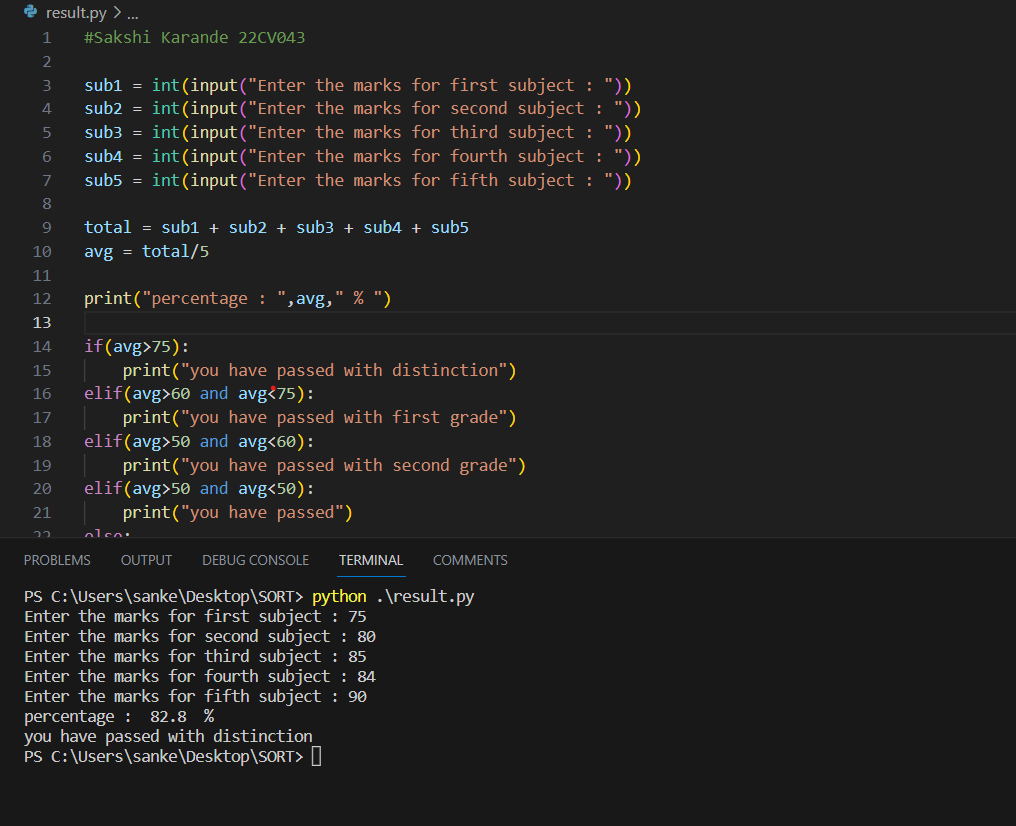 result.py > ...
1 #Sakshi Karande 22CV043
2
3 sub1 = int(input("Enter the marks for first subject : "))
4 sub2 = int(input("Enter the marks for second subject : "))
5 sub3 = int(input("Enter the marks for third subject : "))
6 sub4 = int(input("Enter the marks for fourth subject : "))
7 sub5 = int(input("Enter the marks for fifth subject : "))
8
9 total = sub1 + sub2 + sub3 + sub4 + sub5
10 avg = total/5
11
12 print("percentage : ",avg," % ")
13
14 if(avg>75):
15     print("you have passed with distinction")
16 elif(avg>60 and avg<75):
17     print("you have passed with first grade")
18 elif(avg>50 and avg<60):
19     print("you have passed with second grade")
20 elif(avg>50 and avg<50):
21     print("you have passed")
22 else:
PROBLEMS OUTPUT DEBUG CONSOLE TERMINAL COMMENTS
PS C:\Users\sanke\Desktop\SORT> python .\result.py
Enter the marks for first subject : 75
Enter the marks for second subject : 80
Enter the marks for third subject : 85
Enter the marks for fourth subject : 84
Enter the marks for fifth subject : 90
percentage :  82.8  %
you have passed with distinction
PS C:\Users\sanke\Desktop\SORT>